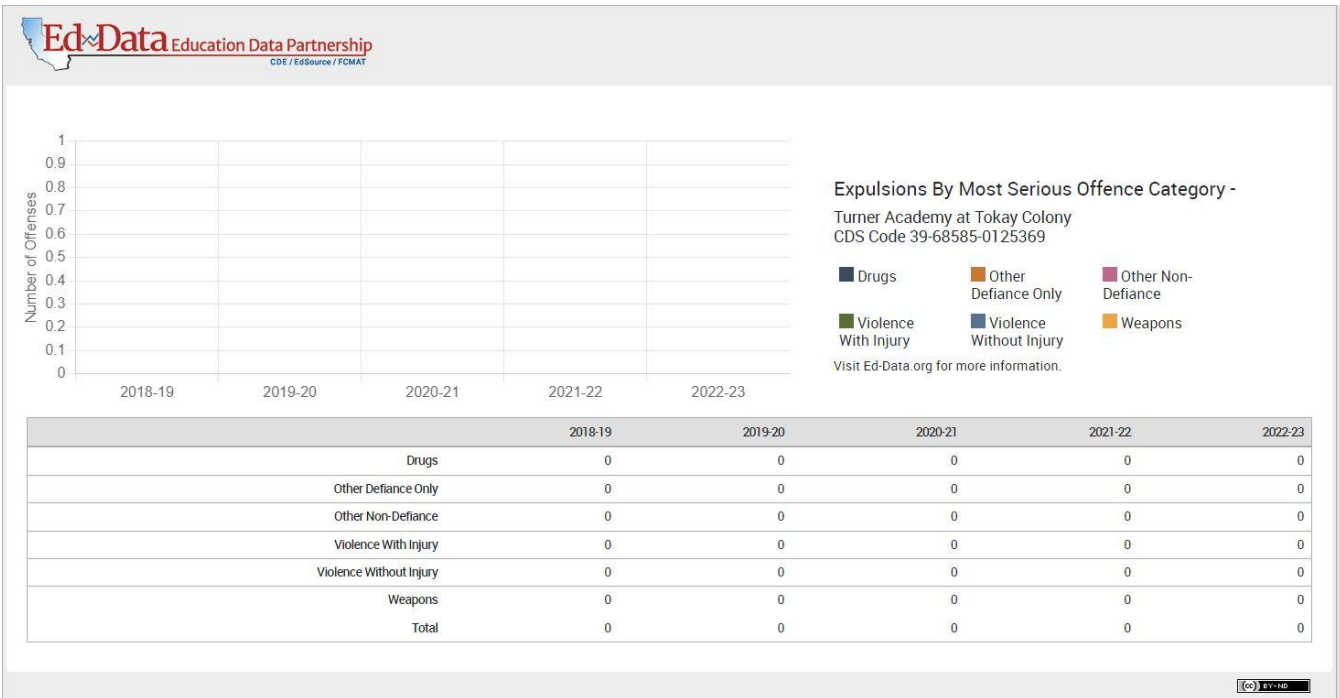 Ed Data Education Data Partnership
CDE / EdSource / FCMAT
1
0.9
0.8
0.7
0.6
0.5
0.4
0.3
0.2
0.1
0
Number of Offenses
2018-19 2019-20 2020-21 2021-22 2022-23
Expulsions By Most Serious Offence Category -
Turner Academy at Tokay Colony
CDS Code 39-68585-0125369
Drugs
Other Defiance Only
Other Non-Defiance
Violence With Injury
Violence Without Injury
Weapons
Visit Ed-Data.org for more information.
2018-19 2019-20 2020-21 2021-22 2022-23
Drugs 0 0 0 0 0
Other Defiance Only 0 0 0 0 0
Other Non-Defiance 0 0 0 0 0
Violence With Injury 0 0 0 0 0
Violence Without Injury 0 0 0 0 0
Weapons 0 0 0 0 0
Total 0 0 0 0 0
(cc) BY-ND